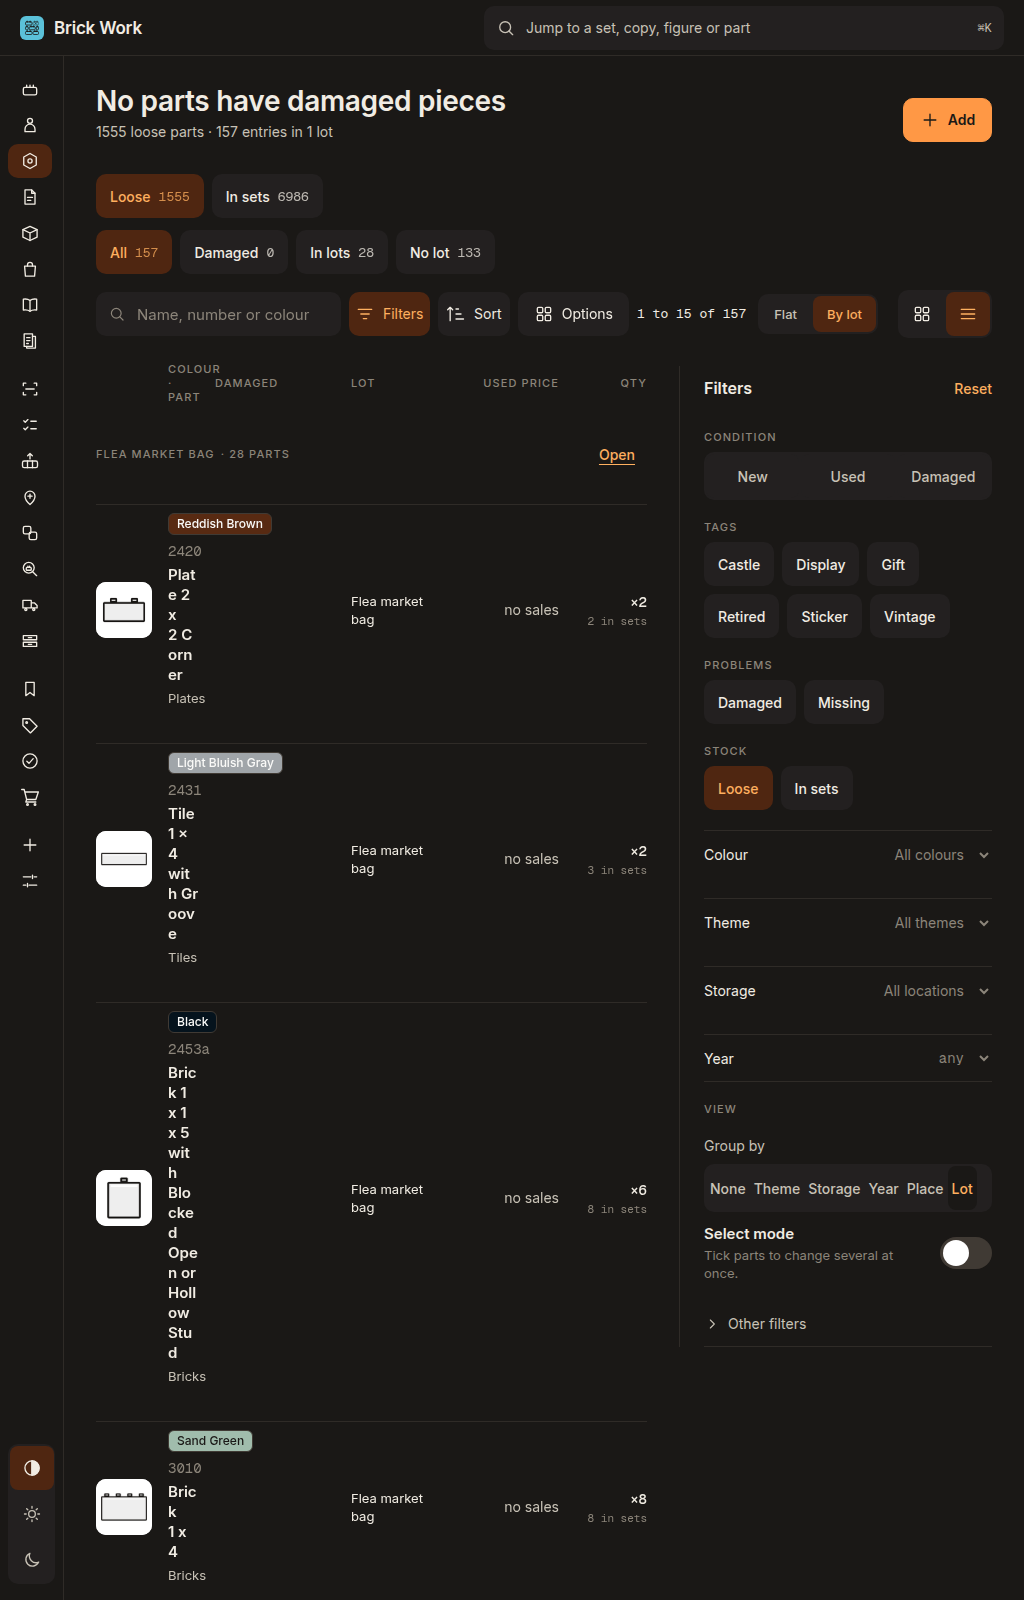 Brick Work
Jump to a set, copy, figure or part
⌘K
No parts have damaged pieces
1555 loose parts · 157 entries in 1 lot
Add
Loose 1555
In sets 6986
All 157
Damaged 0
In lots 28
No lot 133
Name, number or colour
Filters
Sort
Options
1 to 15 of 157
Flat
By lot
COLOUR
·
PART
DAMAGED
LOT
USED PRICE
QTY
FLEA MARKET BAG · 28 PARTS
Open
Reddish Brown
2420
Plat
e 2
x
2 C
orn
er
Plates
Flea market
bag
no sales
×2
2 in sets
Light Bluish Gray
2431
Tile
1 ×
4
wit
h Gr
oov
e
Tiles
Flea market
bag
no sales
×2
3 in sets
Black
2453a
Bric
k 1
x 1
x 5
wit
h
Blo
cke
d
Ope
n or
Holl
ow
Stu
d
Bricks
Flea market
bag
no sales
×6
8 in sets
Sand Green
3010
Bric
k
1 x
4
Bricks
Flea market
bag
no sales
×8
8 in sets
Filters
Reset
CONDITION
New
Used
Damaged
TAGS
Castle
Display
Gift
Retired
Sticker
Vintage
PROBLEMS
Damaged
Missing
STOCK
Loose
In sets
Colour
All colours
Theme
All themes
Storage
All locations
Year
any
VIEW
Group by
None
Theme
Storage
Year
Place
Lot
Select mode
Tick parts to change several at
once.
Other filters